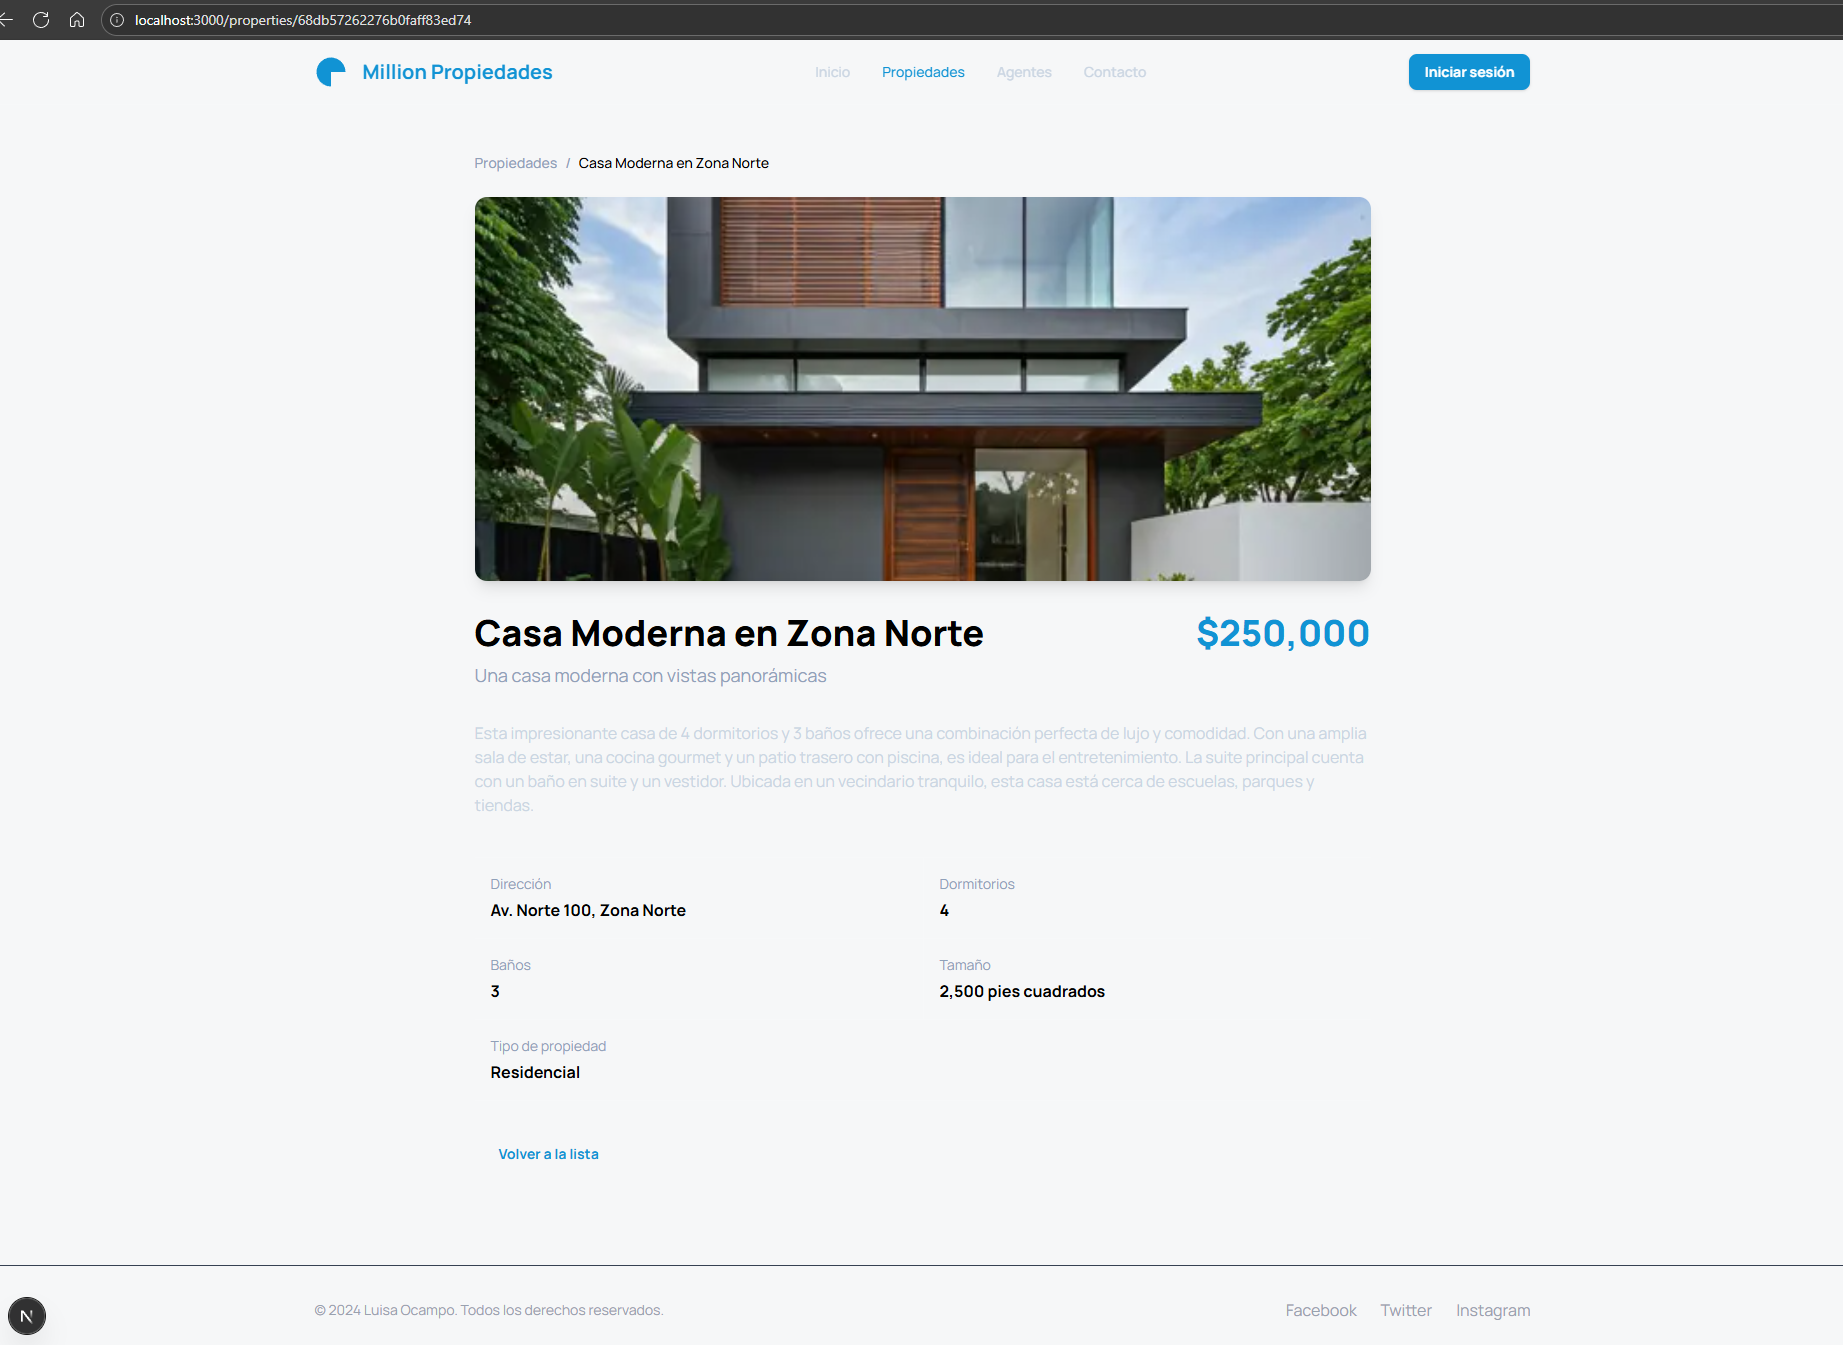 localhost:3000/properties/68db57262276b0faff83ed74
Million Propiedades
Inicio
Propiedades
Agentes
Contacto
Iniciar sesión
Propiedades / Casa Moderna en Zona Norte
Casa Moderna en Zona Norte
$250,000
Una casa moderna con vistas panorámicas
Esta impresionante casa de 4 dormitorios y 3 baños ofrece una combinación perfecta de lujo y comodidad. Con una amplia
sala de estar, una cocina gourmet y un patio trasero con piscina, es ideal para el entretenimiento. La suite principal cuenta
con un baño en suite y un vestidor. Ubicada en un vecindario tranquilo, esta casa está cerca de escuelas, parques y
tiendas.
Dirección
Av. Norte 100, Zona Norte
Dormitorios
4
Baños
3
Tamaño
2,500 pies cuadrados
Tipo de propiedad
Residencial
Volver a la lista
N
© 2024 Luisa Ocampo. Todos los derechos reservados.
Facebook
Twitter
Instagram